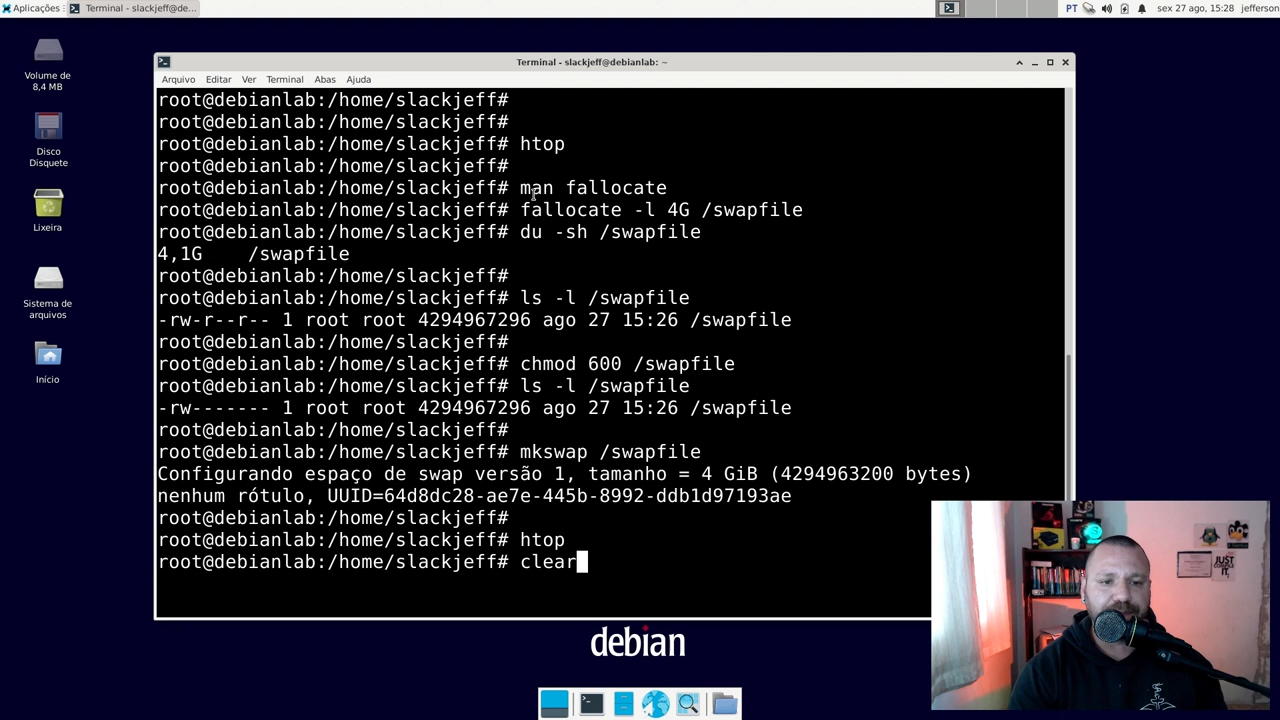 Aplicações
Terminal - slackjeff@de...
PT
sex 27 ago, 15:28
jefferson
Volume de
8,4 MB
Disco
Disquete
Lixeira
Sistema de
arquivos
Início
Terminal - slackjeff@debianlab: ~
Arquivo Editar Ver Terminal Abas Ajuda
root@debianlab:/home/slackjeff#
root@debianlab:/home/slackjeff#
root@debianlab:/home/slackjeff# htop
root@debianlab:/home/slackjeff#
root@debianlab:/home/slackjeff# man fallocate
root@debianlab:/home/slackjeff# fallocate -l 4G /swapfile
root@debianlab:/home/slackjeff# du -sh /swapfile
4,1G /swapfile
root@debianlab:/home/slackjeff#
root@debianlab:/home/slackjeff# ls -l /swapfile
-rw-r--r-- 1 root root 4294967296 ago 27 15:26 /swapfile
root@debianlab:/home/slackjeff#
root@debianlab:/home/slackjeff# chmod 600 /swapfile
root@debianlab:/home/slackjeff# ls -l /swapfile
-rw------- 1 root root 4294967296 ago 27 15:26 /swapfile
root@debianlab:/home/slackjeff#
root@debianlab:/home/slackjeff# mkswap /swapfile
Configurando espaço de swap versão 1, tamanho = 4 GiB (4294963200 bytes)
nenhum rótulo, UUID=64d8dc28-ae7e-445b-8992-ddb1d97193ae
root@debianlab:/home/slackjeff#
root@debianlab:/home/slackjeff# htop
root@debianlab:/home/slackjeff# clear
debian